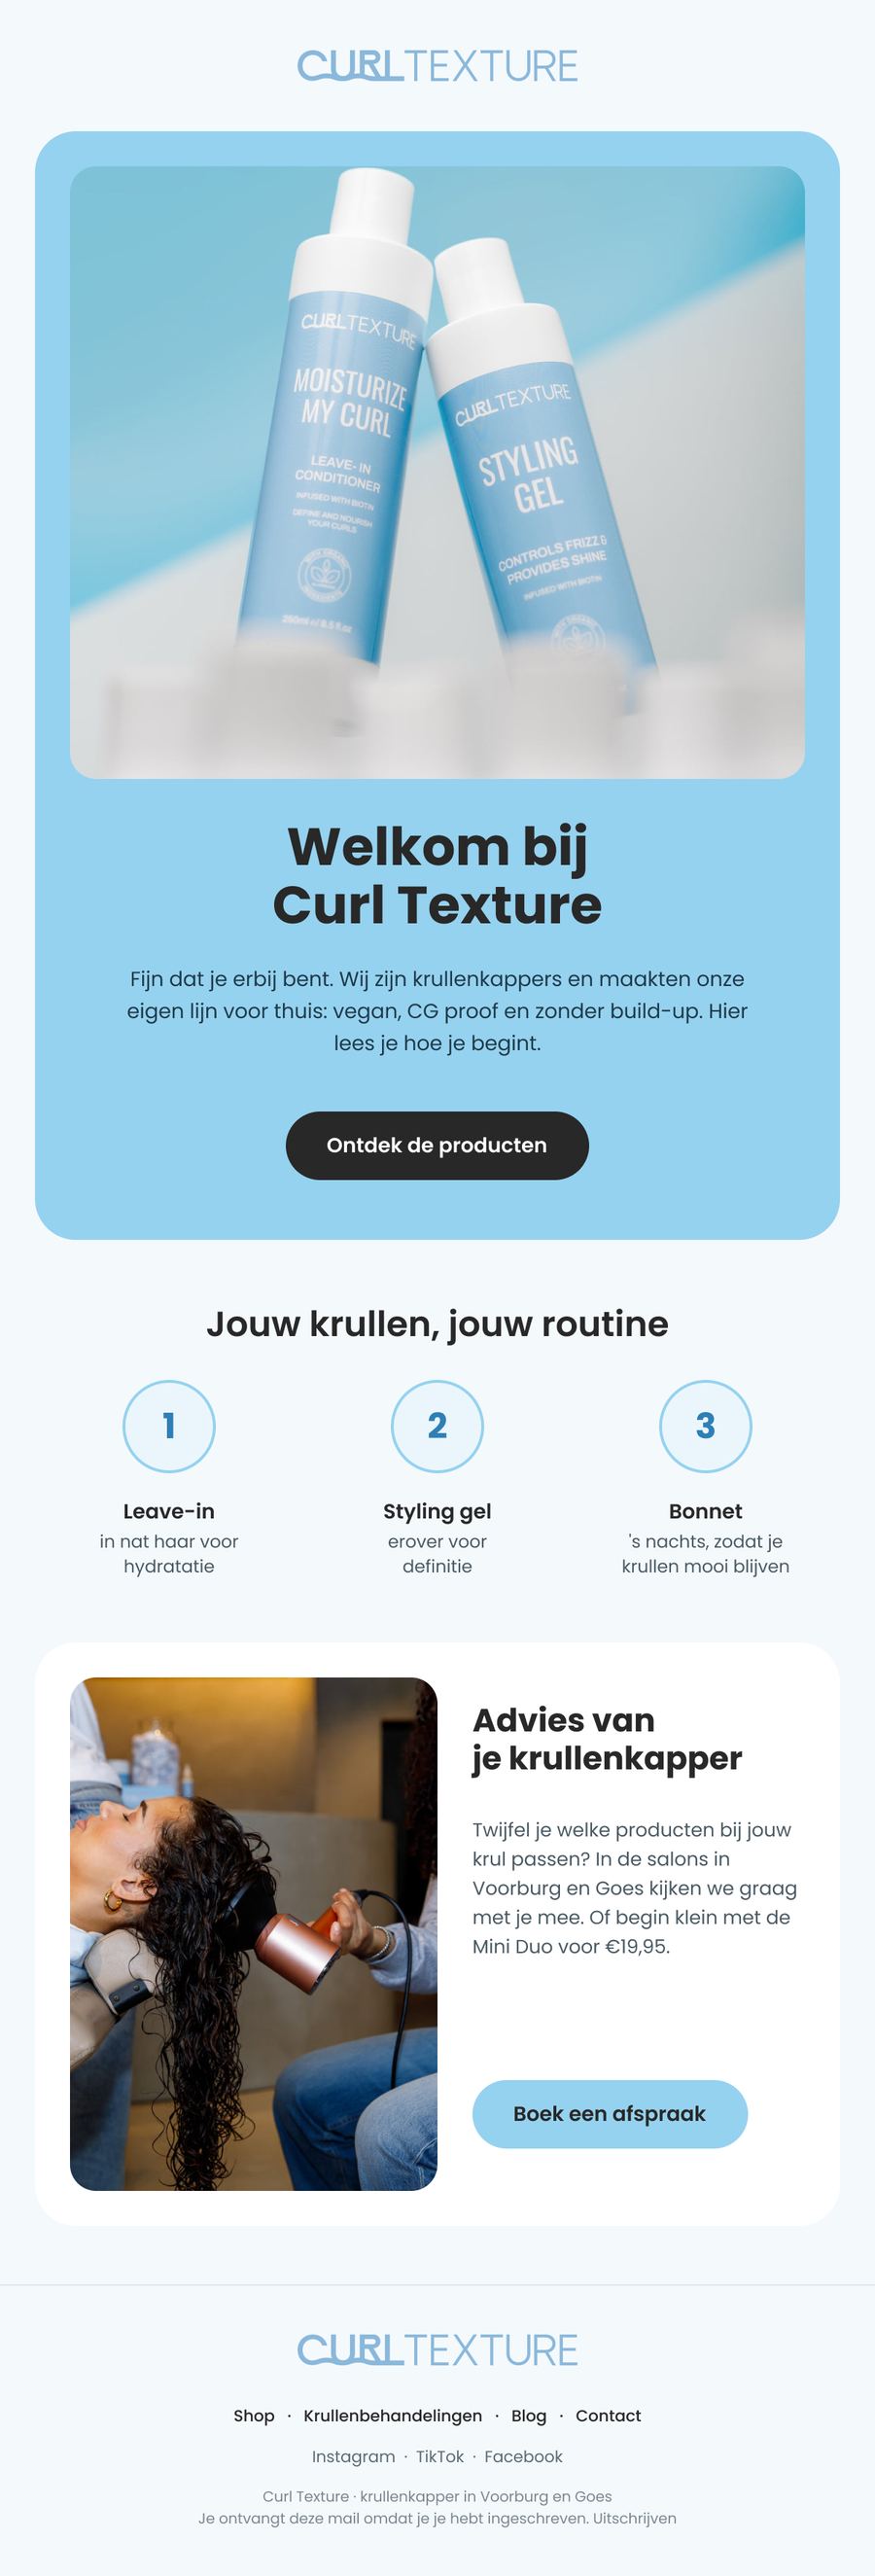 CURLTEXTURE
CURLTEXTURE
MOISTURIZE
MY CURL
LEAVE-IN
CONDITIONER
INFUSED WITH BIOTIN
DEFINE AND NOURISH
YOUR CURLS
250ml e / 8.5 fl oz
CURLTEXTURE
STYLING
GEL
CONTROLS FRIZZ &
PROVIDES SHINE
INFUSED WITH BIOTIN
Welkom bij
Curl Texture
Fijn dat je erbij bent. Wij zijn krullenkappers en maakten onze
eigen lijn voor thuis: vegan, CG proof en zonder build-up. Hier
lees je hoe je begint.
Ontdek de producten
Jouw krullen, jouw routine
1
2
3
Leave-in
in nat haar voor
hydratatie
Styling gel
erover voor
definitie
Bonnet
's nachts, zodat je
krullen mooi blijven
Advies van
je krullenkapper
Twijfel je welke producten bij jouw
krul passen? In de salons in
Voorburg en Goes kijken we graag
met je mee. Of begin klein met de
Mini Duo voor €19,95.
Boek een afspraak
CURLTEXTURE
Shop · Krullenbehandelingen · Blog · Contact
Instagram · TikTok · Facebook
Curl Texture · krullenkapper in Voorburg en Goes
Je ontvangt deze mail omdat je je hebt ingeschreven. Uitschrijven